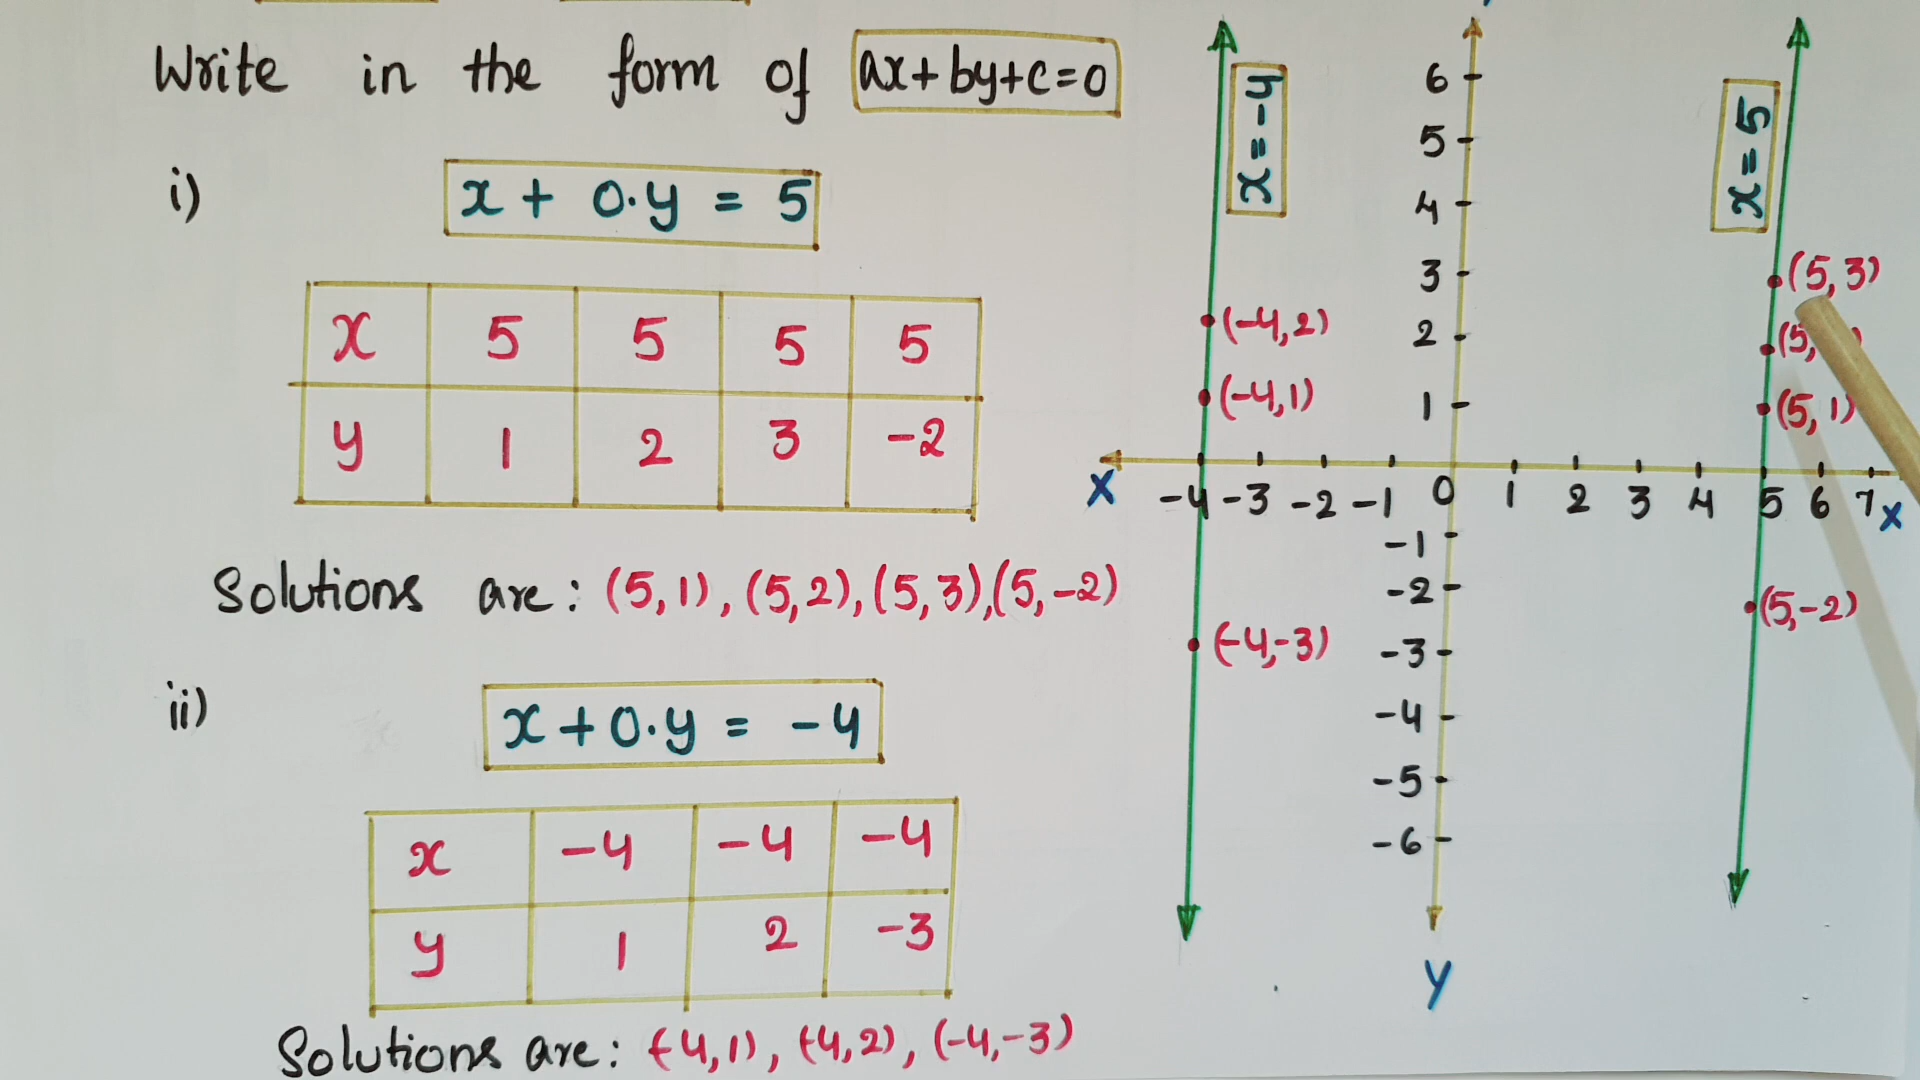 Write in the form of ax+by+c=0
i) x + 0.y = 5
x 5 5 5 5
y 1 2 3 -2
Solutions are: (5,1), (5,2), (5,3), (5,-2)
ii) x + 0.y = -4
x -4 -4 -4
y 1 2 -3
Solutions are: (-4,1), (-4,2), (-4,-3)
x = -4
x = 5
6
5
4
3
2
1
(-4,2)
(-4,1)
(-4,-3)
(5,3)
(5,
(5,1)
(5,-2)
X -4 -3 -2 -1 0 1 2 3 4 5 6 7 X
-1
-2
-3
-4
-5
-6
Y